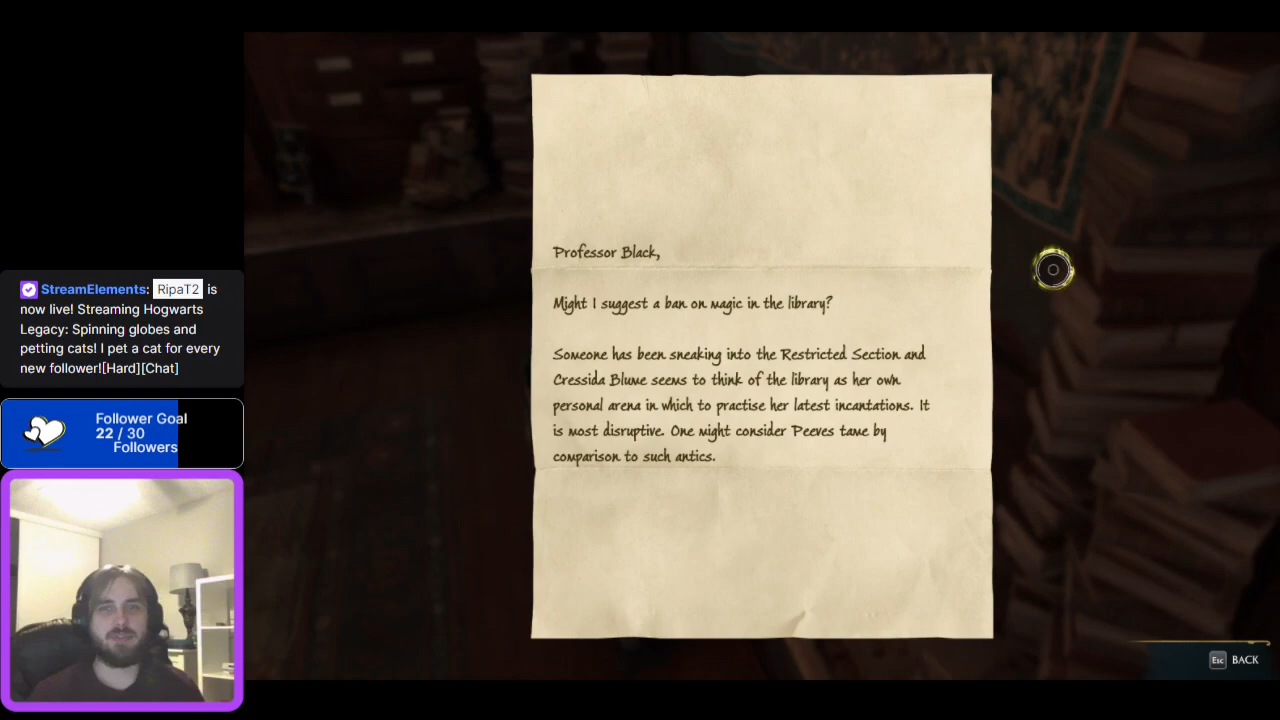 StreamElements: RipaT2 is
now live! Streaming Hogwarts
Legacy: Spinning globes and
petting cats! I pet a cat for every
new follower![Hard][Chat]
Follower Goal
22 / 30
Followers
Professor Black,
Might I suggest a ban on magic in the library?
Someone has been sneaking into the Restricted Section and
Cressida Blume seems to think of the library as her own
personal arena in which to practise her latest incantations. It
is most disruptive. One might consider Peeves tame by
comparison to such antics.
Esc BACK